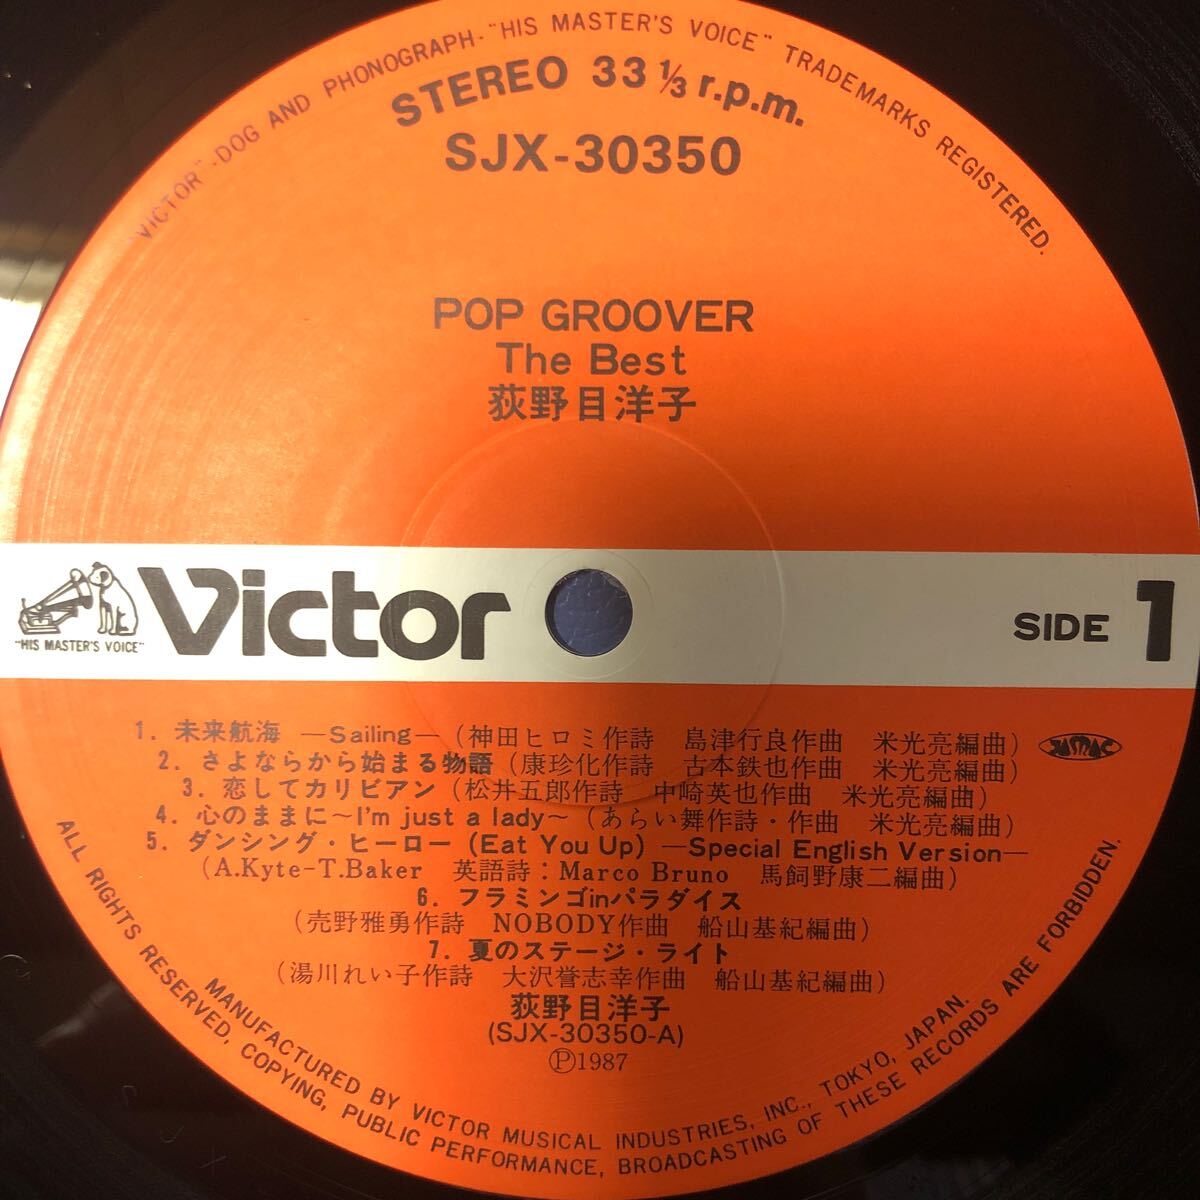 "VICTOR"-DOG AND PHONOGRAPH-"HIS MASTER'S VOICE" TRADEMARKS REGISTERED.
STEREO 33 1/3 r.p.m.
SJX-30350
POP GROOVER
The Best
荻野目洋子
"HIS MASTER'S VOICE"
Victor
SIDE 1
1. 未来航海 —Sailing—(神田ヒロミ作詩 島津行良作曲 米光亮編曲)
JASRAC
2. さよならから始まる物語(康珍化作詩 古本鉄也作曲 米光亮編曲)
3. 恋してカリビアン(松井五郎作詩 中崎英也作曲 米光亮編曲)
4. 心のままに～I'm just a lady～(あらい舞作詩・作曲 米光亮編曲)
5. ダンシング・ヒーロー (Eat You Up) —Special English Version—
(A.Kyte-T.Baker 英語詩：Marco Bruno 馬飼野康二編曲)
6. フラミンゴinパラダイス
(売野雅勇作詩 NOBODY作曲 船山基紀編曲)
7. 夏のステージ・ライト
(湯川れい子作詩 大沢誉志幸作曲 船山基紀編曲)
荻野目洋子
(SJX-30350-A)
Ⓟ1987
MANUFACTURED BY VICTOR MUSICAL INDUSTRIES, INC., TOKYO, JAPAN.
ALL RIGHTS RESERVED, COPYING, PUBLIC PERFORMANCE, BROADCASTING OF THESE RECORDS ARE FORBIDDEN.